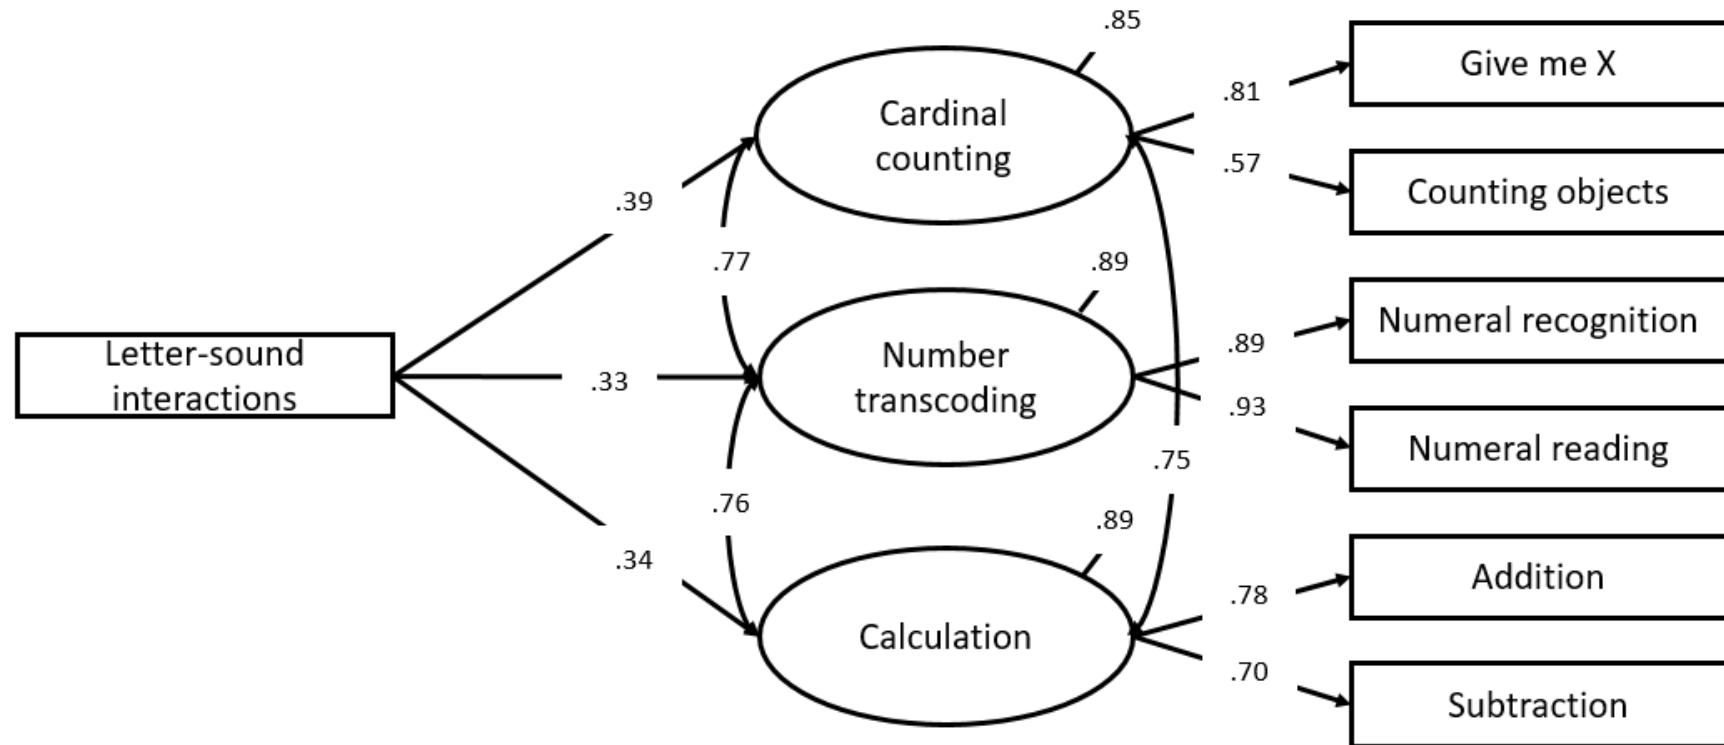 .85
Give me X
.81
Cardinal
counting
.57
Counting objects
.39
.77
.89
Numeral recognition
.89
Letter-sound
interactions
.33
Number
transcoding
.93
Numeral reading
.75
.76
.89
.34
Addition
.78
Calculation
.70
Subtraction